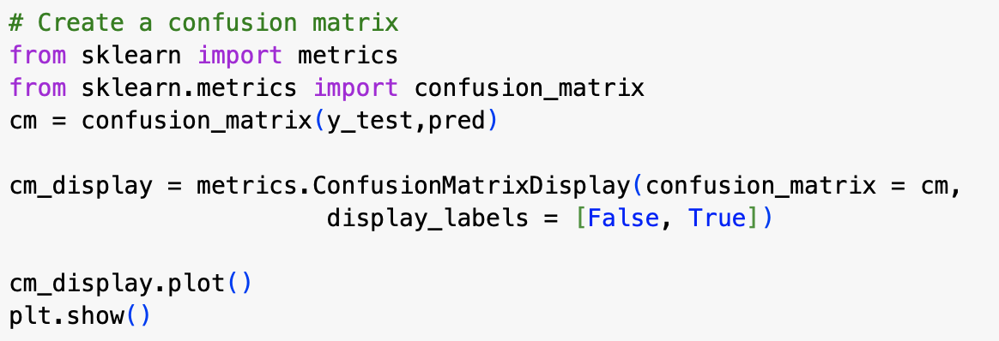 # Create a confusion matrix
from sklearn import metrics
from sklearn.metrics import confusion_matrix
cm = confusion_matrix(y_test,pred)
cm_display = metrics.ConfusionMatrixDisplay(confusion_matrix = cm,
display_labels = [False, True])
cm_display.plot()
plt.show()